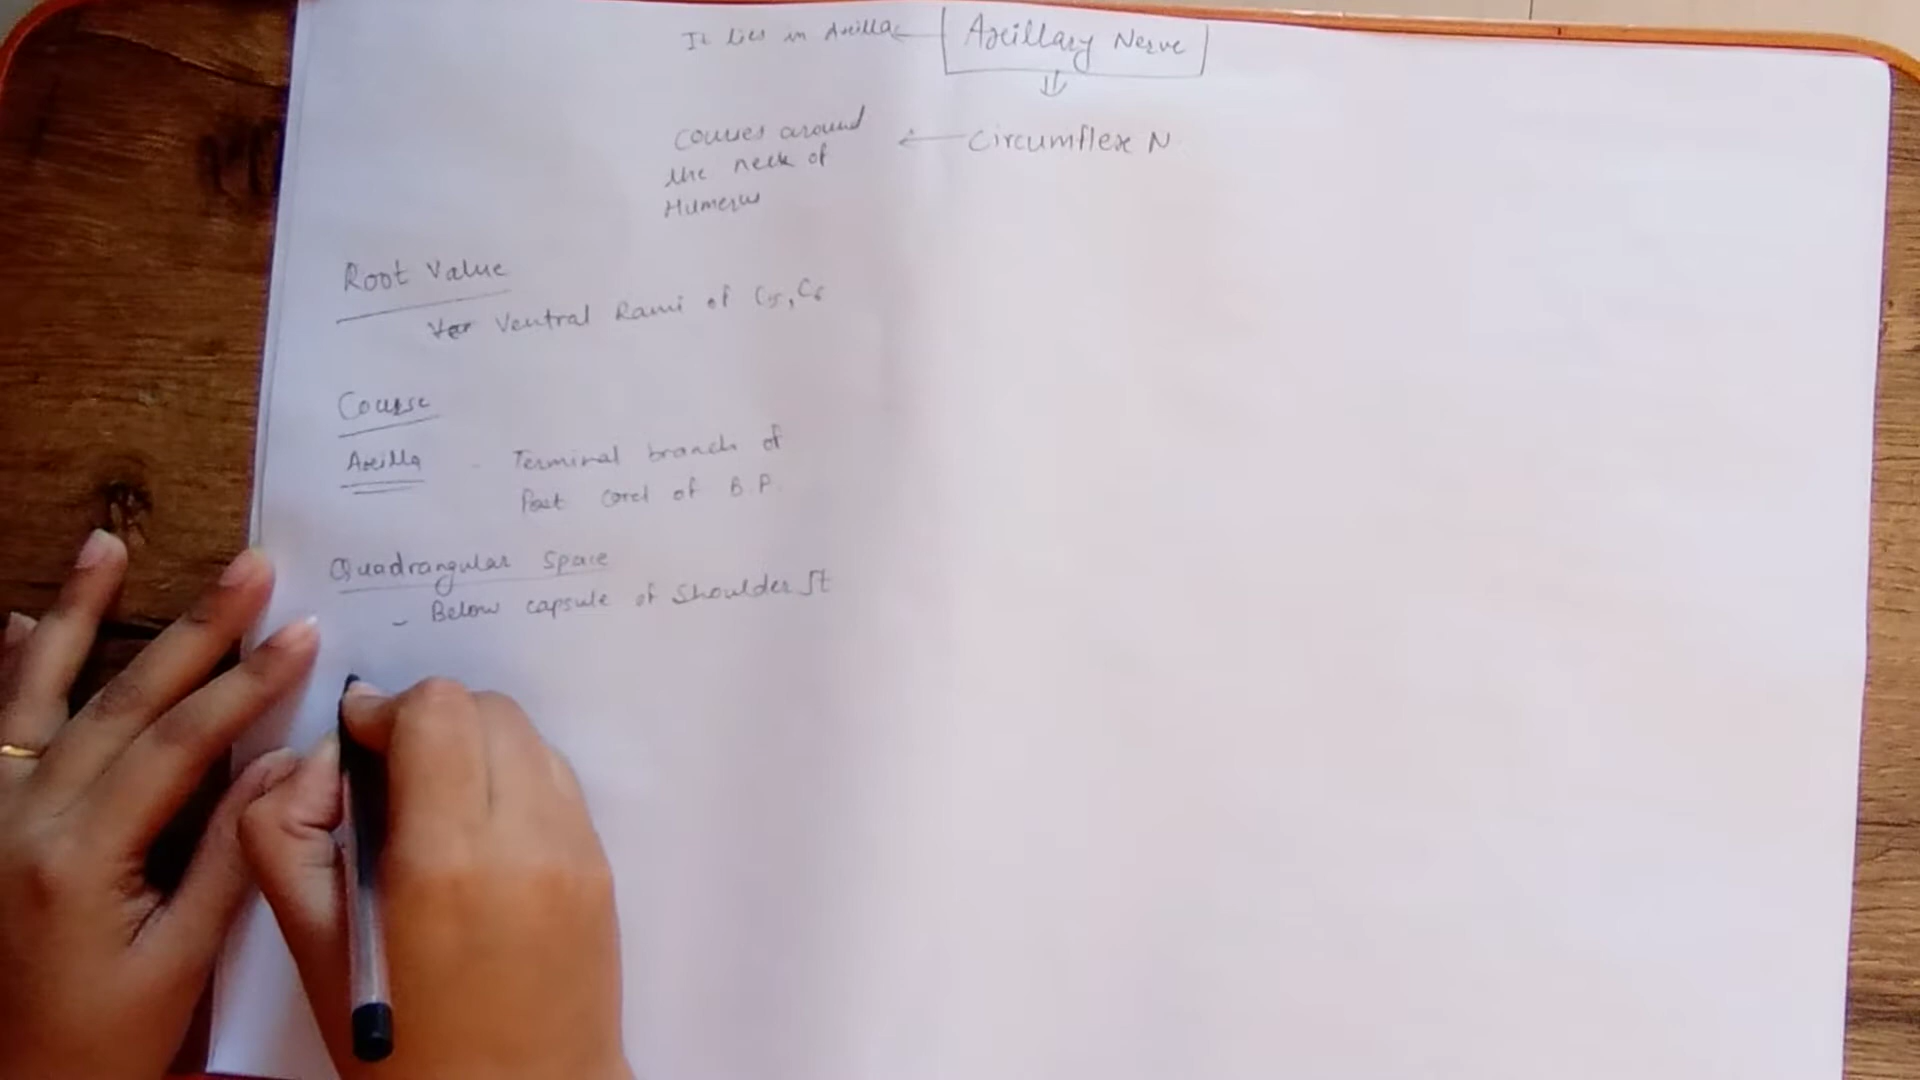 It lies in Axilla ← Axillary Nerve
⇓
courses around ← Circumflex N.
the neck of
Humerus
Root Value
Ventral Rami of C5, C6
Course
Axilla - Terminal branch of
Post cord of B.P.
Quadrangular Space
- Below capsule of Shoulder Jt